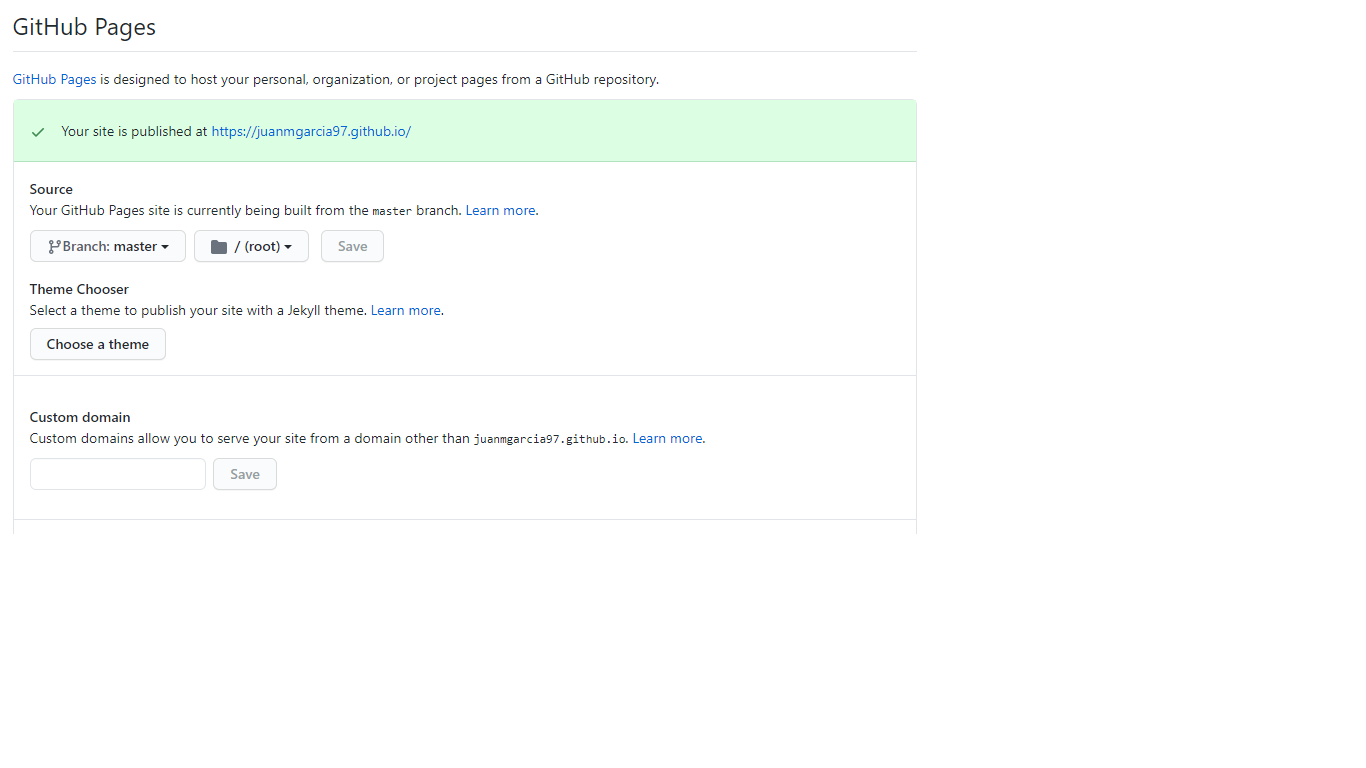 GitHub Pages
GitHub Pages is designed to host your personal, organization, or project pages from a GitHub repository.
Your site is published at https://juanmgarcia97.github.io/
Source
Your GitHub Pages site is currently being built from the master branch. Learn more.
Branch: master / (root) Save
Theme Chooser
Select a theme to publish your site with a Jekyll theme. Learn more.
Choose a theme
Custom domain
Custom domains allow you to serve your site from a domain other than juanmgarcia97.github.io. Learn more.
Save